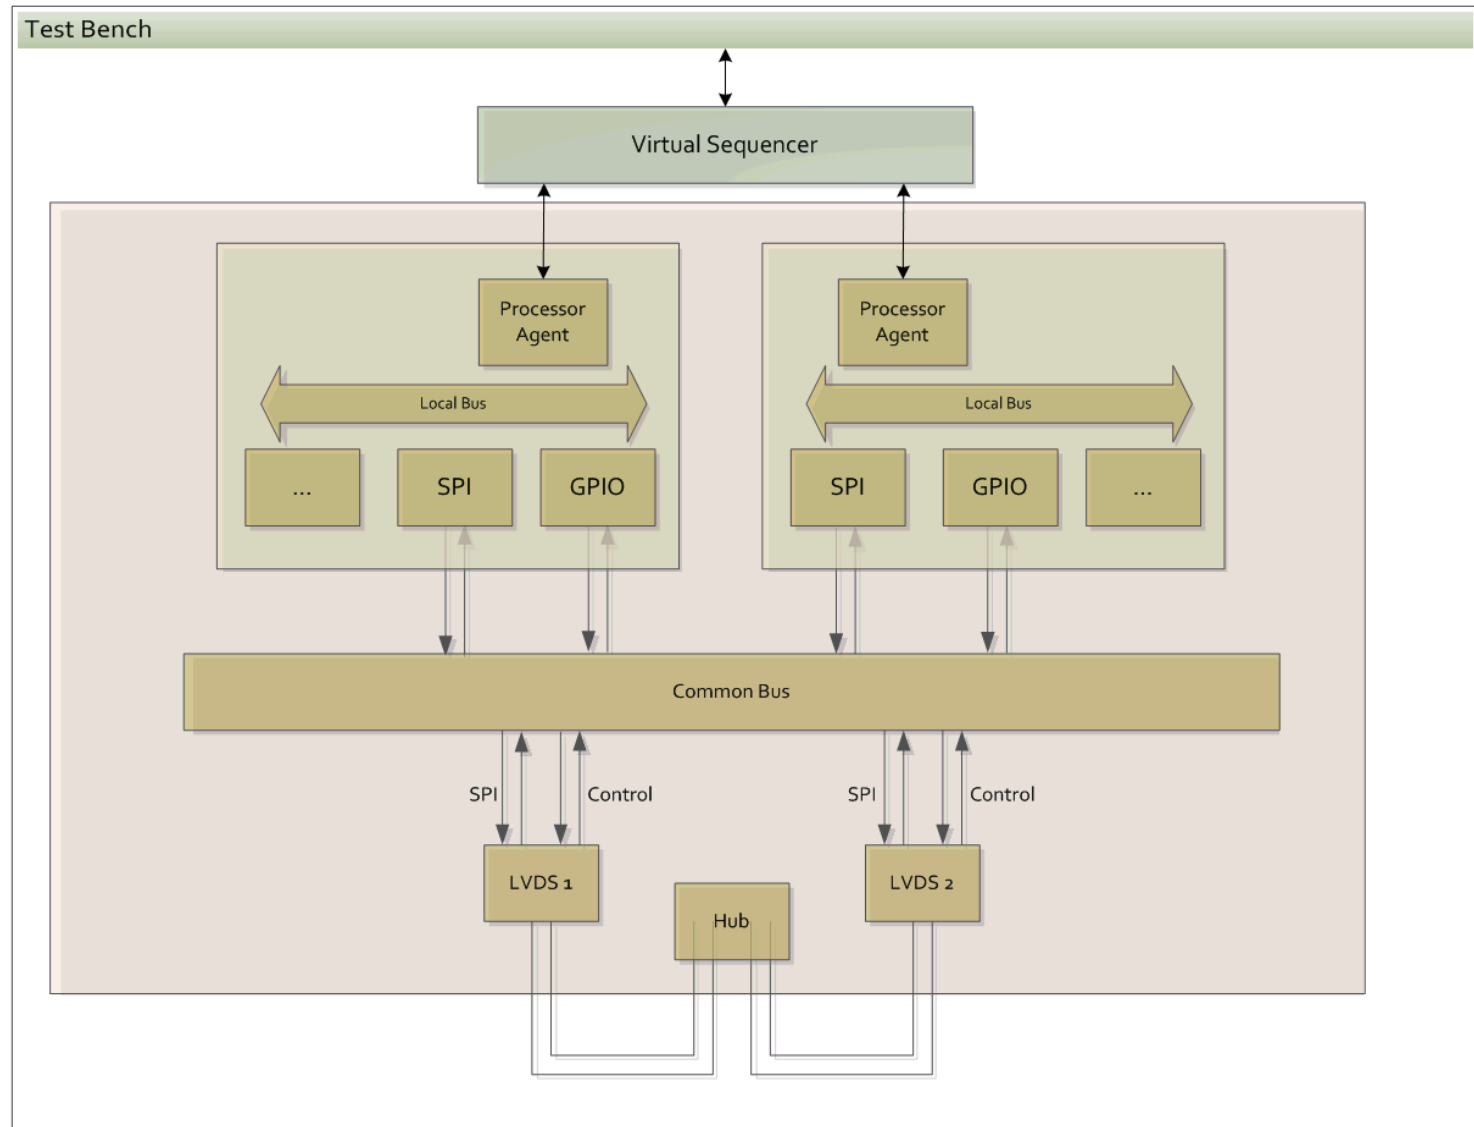 Test Bench
Virtual Sequencer
Processor
Agent
Processor
Agent
Local Bus
Local Bus
...
SPI
GPIO
SPI
GPIO
...
Common Bus
SPI
Control
SPI
Control
LVDS 1
LVDS 2
Hub